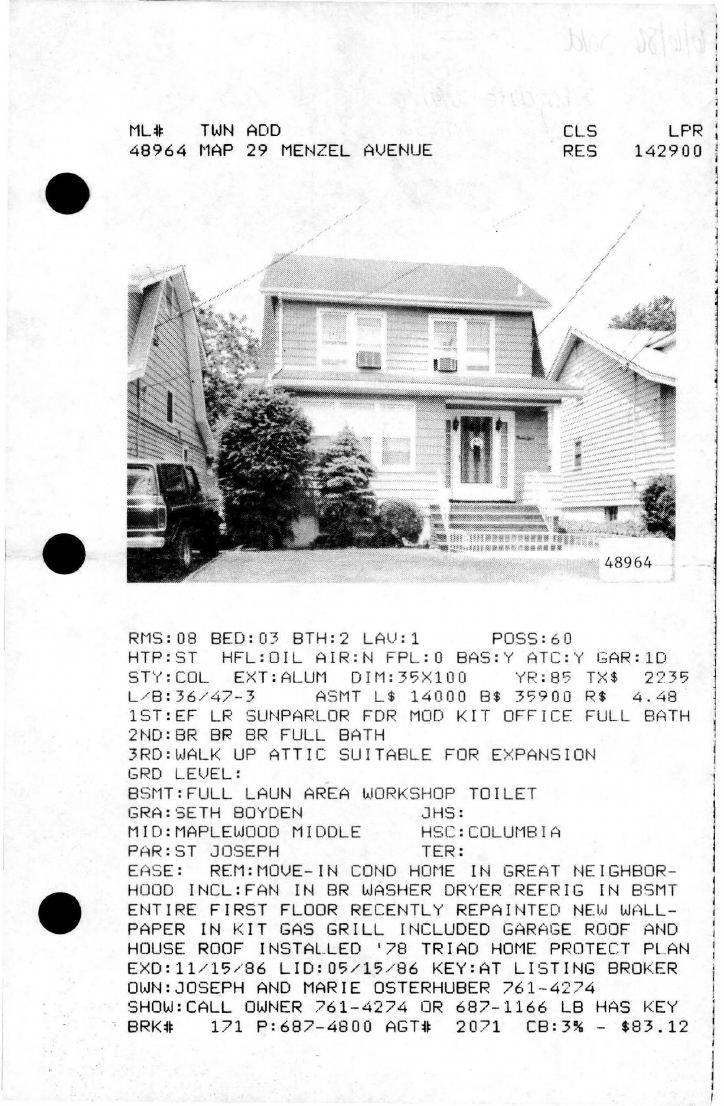 ML# TWN ADD CLS LPR
48964 MAP 29 MENZEL AVENUE RES 142900
48964
RMS:08 BED:03 BTH:2 LAV:1 POSS:60
HTP:ST HFL:OIL AIR:N FPL:0 BAS:Y ATC:Y GAR:1D
STY:COL EXT:ALUM DIM:35X100 YR:85 TX$ 2235
L/B:36/47-3 ASMT L$ 14000 B$ 35900 R$ 4.48
1ST:EF LR SUNPARLOR FDR MOD KIT OFFICE FULL BATH
2ND:BR BR BR FULL BATH
3RD:WALK UP ATTIC SUITABLE FOR EXPANSION
GRD LEVEL:
BSMT:FULL LAUN AREA WORKSHOP TOILET
GRA:SETH BOYDEN JHS:
MID:MAPLEWOOD MIDDLE HSC:COLUMBIA
PAR:ST JOSEPH TER:
EASE: REM:MOVE-IN COND HOME IN GREAT NEIGHBOR-
HOOD INCL:FAN IN BR WASHER DRYER REFRIG IN BSMT
ENTIRE FIRST FLOOR RECENTLY REPAINTED NEW WALL-
PAPER IN KIT GAS GRILL INCLUDED GARAGE ROOF AND
HOUSE ROOF INSTALLED '78 TRIAD HOME PROTECT PLAN
EXD:11/15/86 LID:05/15/86 KEY:AT LISTING BROKER
OWN:JOSEPH AND MARIE OSTERHUBER 761-4274
SHOW:CALL OWNER 761-4274 OR 687-1166 LB HAS KEY
BRK# 171 P:687-4800 AGT# 2071 CB:3% - $83.12